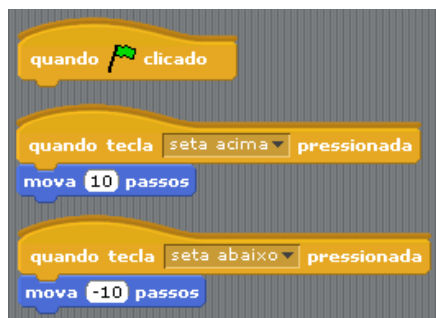 quando clicado
quando tecla seta acima pressionada
mova 10 passos
quando tecla seta abaixo pressionada
mova -10 passos